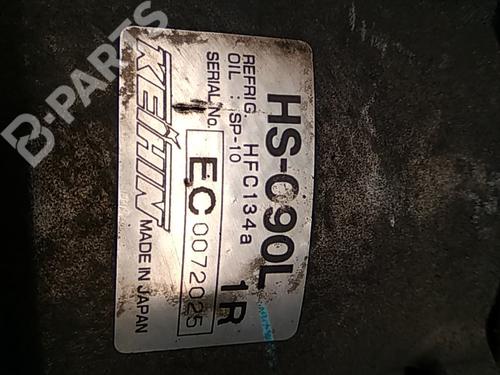 HS-090L
1R
REFRIG. HFC134a
OIL : SP-10
SERIAL No. EC 0072025
KEIHIN MADE IN JAPAN
B-PARTS